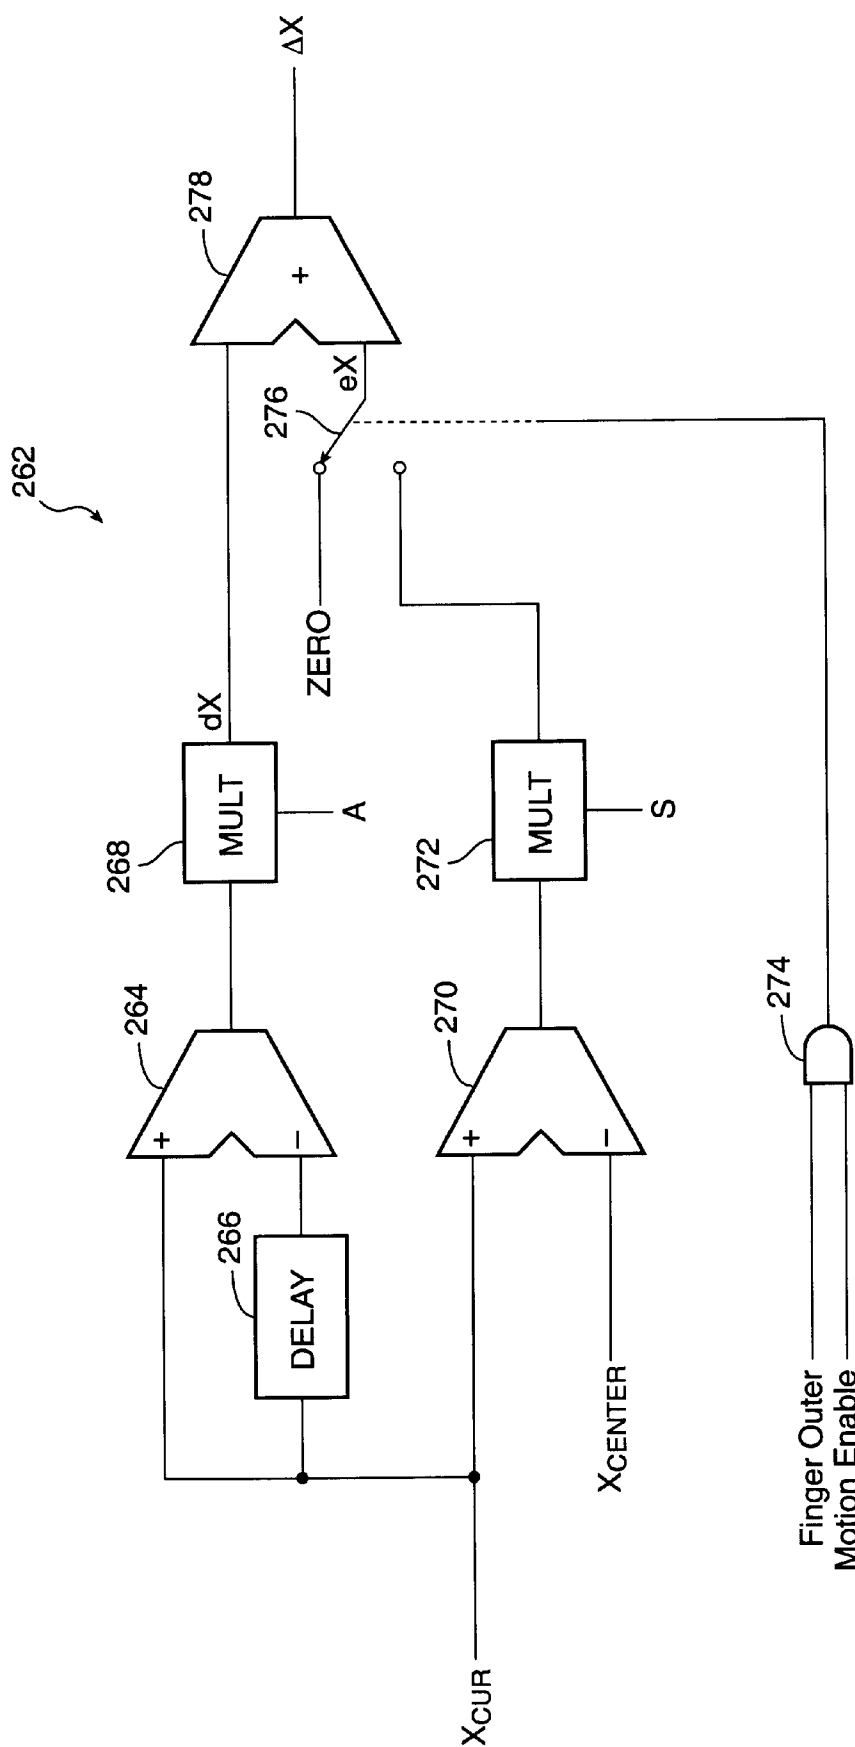 262
264
+
−
266
DELAY
268
MULT
A
dX
278
+
ΔX
276
eX
ZERO
270
+
−
272
MULT
S
XCUR
XCENTER
274
Finger Outer
Motion Enable